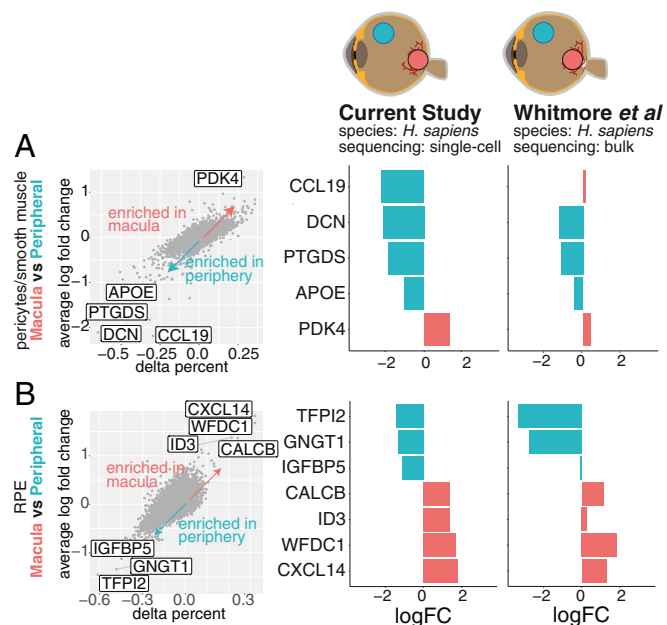 Current Study
species: H. sapiens
sequencing: single-cell
Whitmore et al
species: H. sapiens
sequencing: bulk
A
pericytes/smooth muscle
Macula vs Peripheral
average log fold change
1
0
−1
−2
PDK4
enriched in
macula
enriched in
periphery
APOE
PTGDS
DCN
CCL19
−0.5
−0.25
0.0
0.25
delta percent
CCL19
DCN
PTGDS
APOE
PDK4
−2
0
2
−2
0
2
B
RPE
Macula vs Peripheral
average log fold change
1
0
−1
CXCL14
WFDC1
ID3
CALCB
enriched in
macula
enriched in
periphery
IGFBP5
GNGT1
TFPI2
−0.6
−0.3
0.0
0.3
delta percent
TFPI2
GNGT1
IGFBP5
CALCB
ID3
WFDC1
CXCL14
−2
0
2
logFC
−2
0
2
logFC